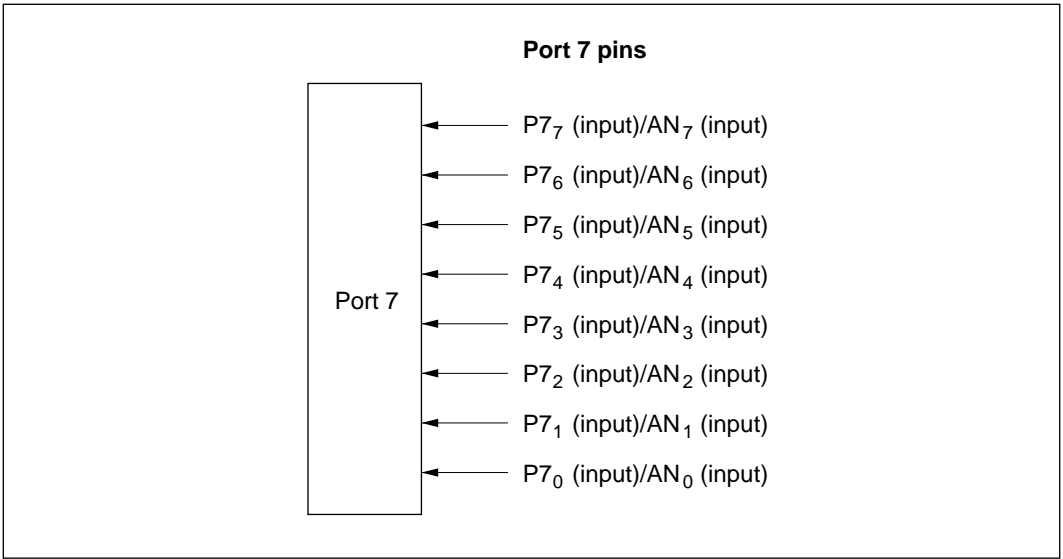 Port 7 pins
P7₇ (input)/AN₇ (input)
P7₆ (input)/AN₆ (input)
P7₅ (input)/AN₅ (input)
P7₄ (input)/AN₄ (input)
Port 7
P7₃ (input)/AN₃ (input)
P7₂ (input)/AN₂ (input)
P7₁ (input)/AN₁ (input)
P7₀ (input)/AN₀ (input)